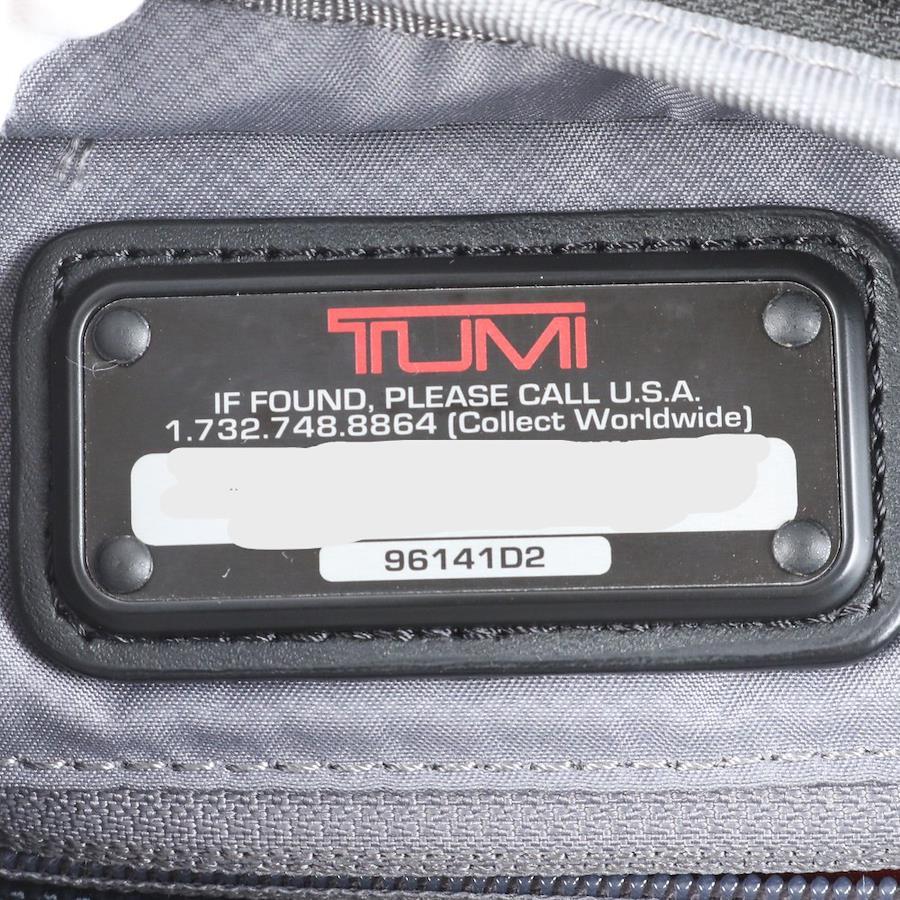 TUMI
IF FOUND, PLEASE CALL U.S.A.
1.732.748.8864 (Collect Worldwide)
96141D2